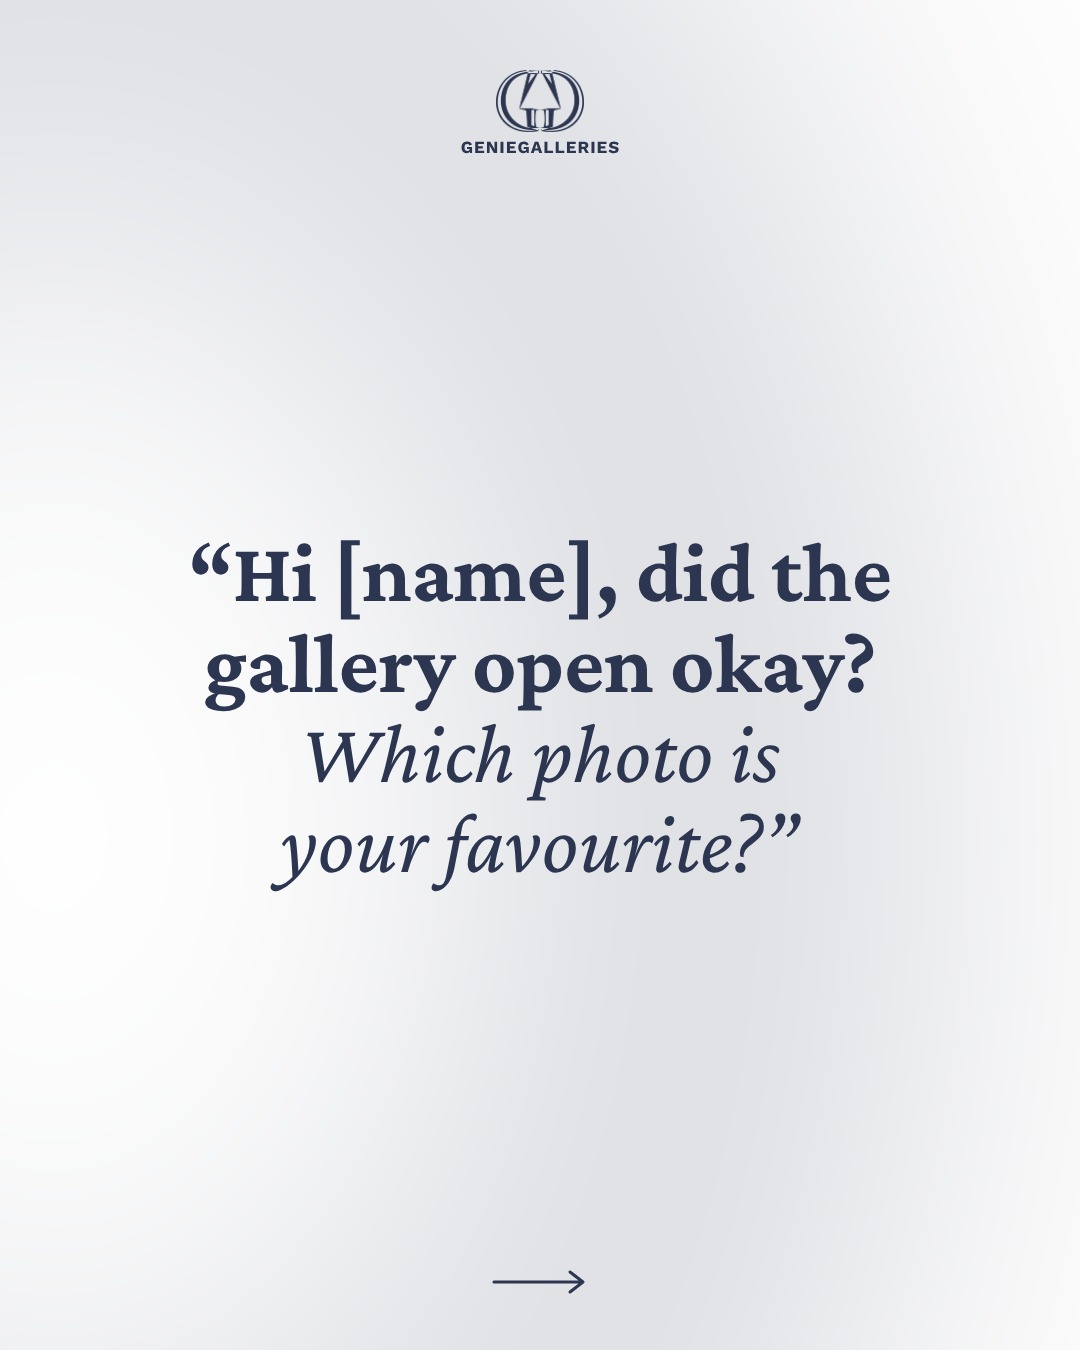 GENIEGALLERIES
“Hi [name], did the
gallery open okay?
Which photo is
your favourite?”